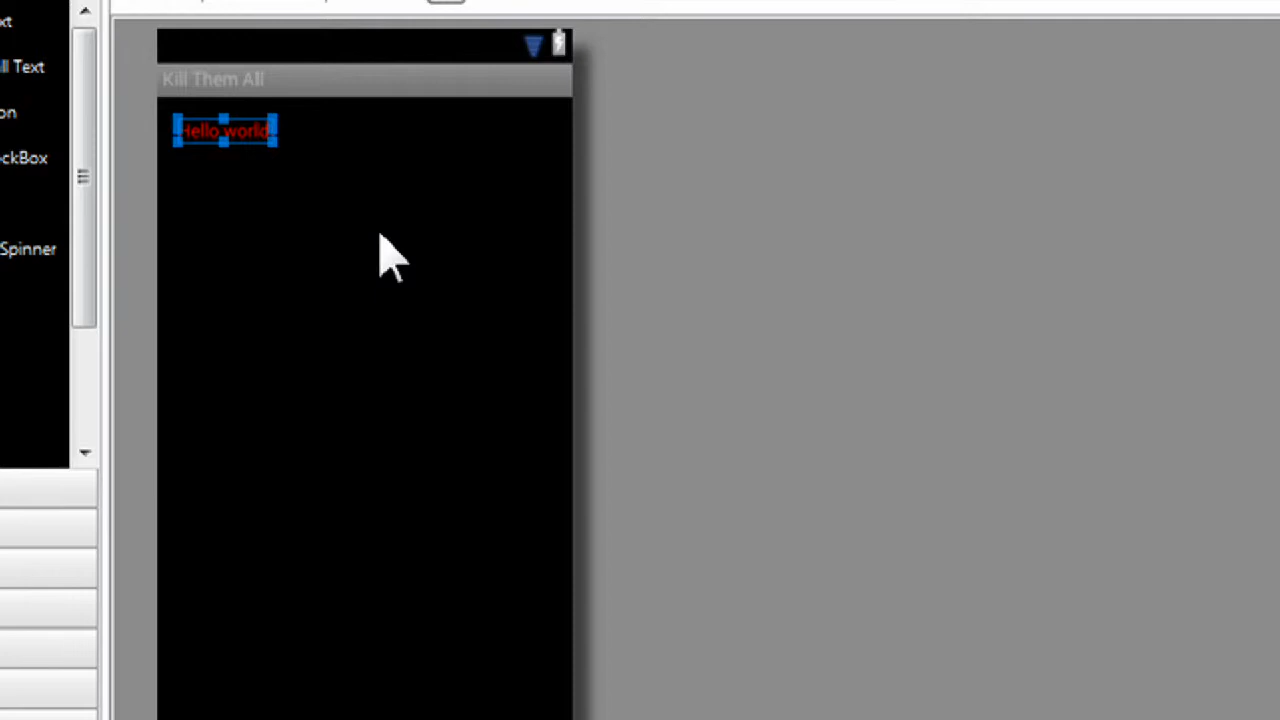 xt
ll Text
on
ckBox
Spinner
Kill Them All
Hello world